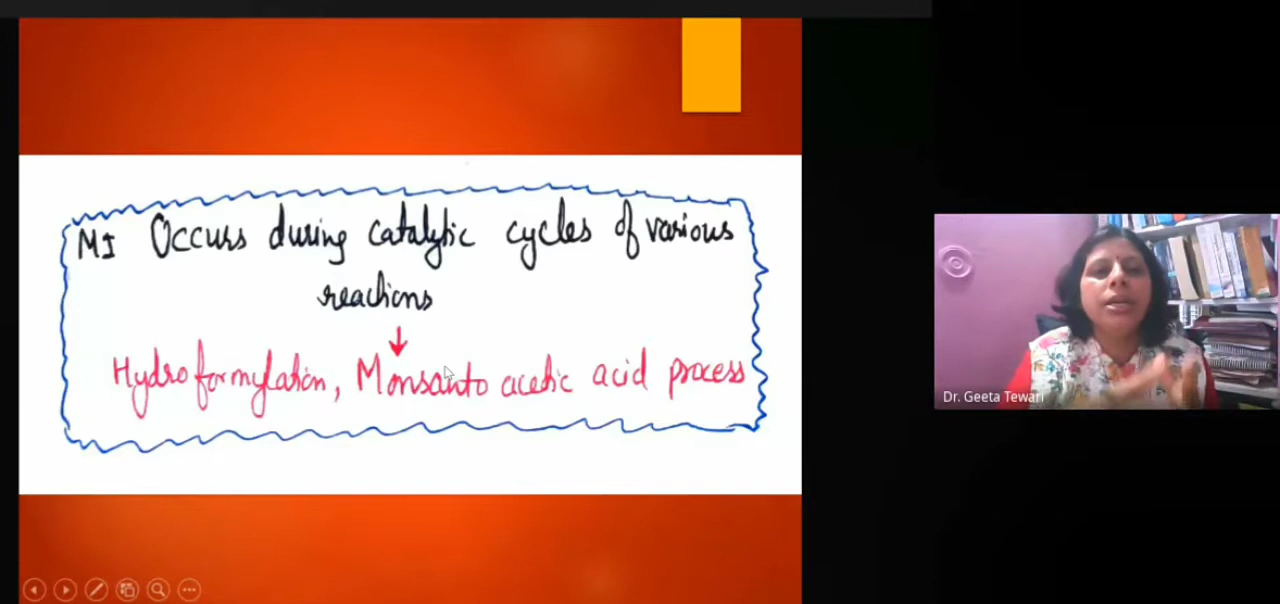 MI Occurs during catalytic cycles of various
reactions
↓
Hydroformylation, Monsanto acetic acid process
Dr. Geeta Tewari